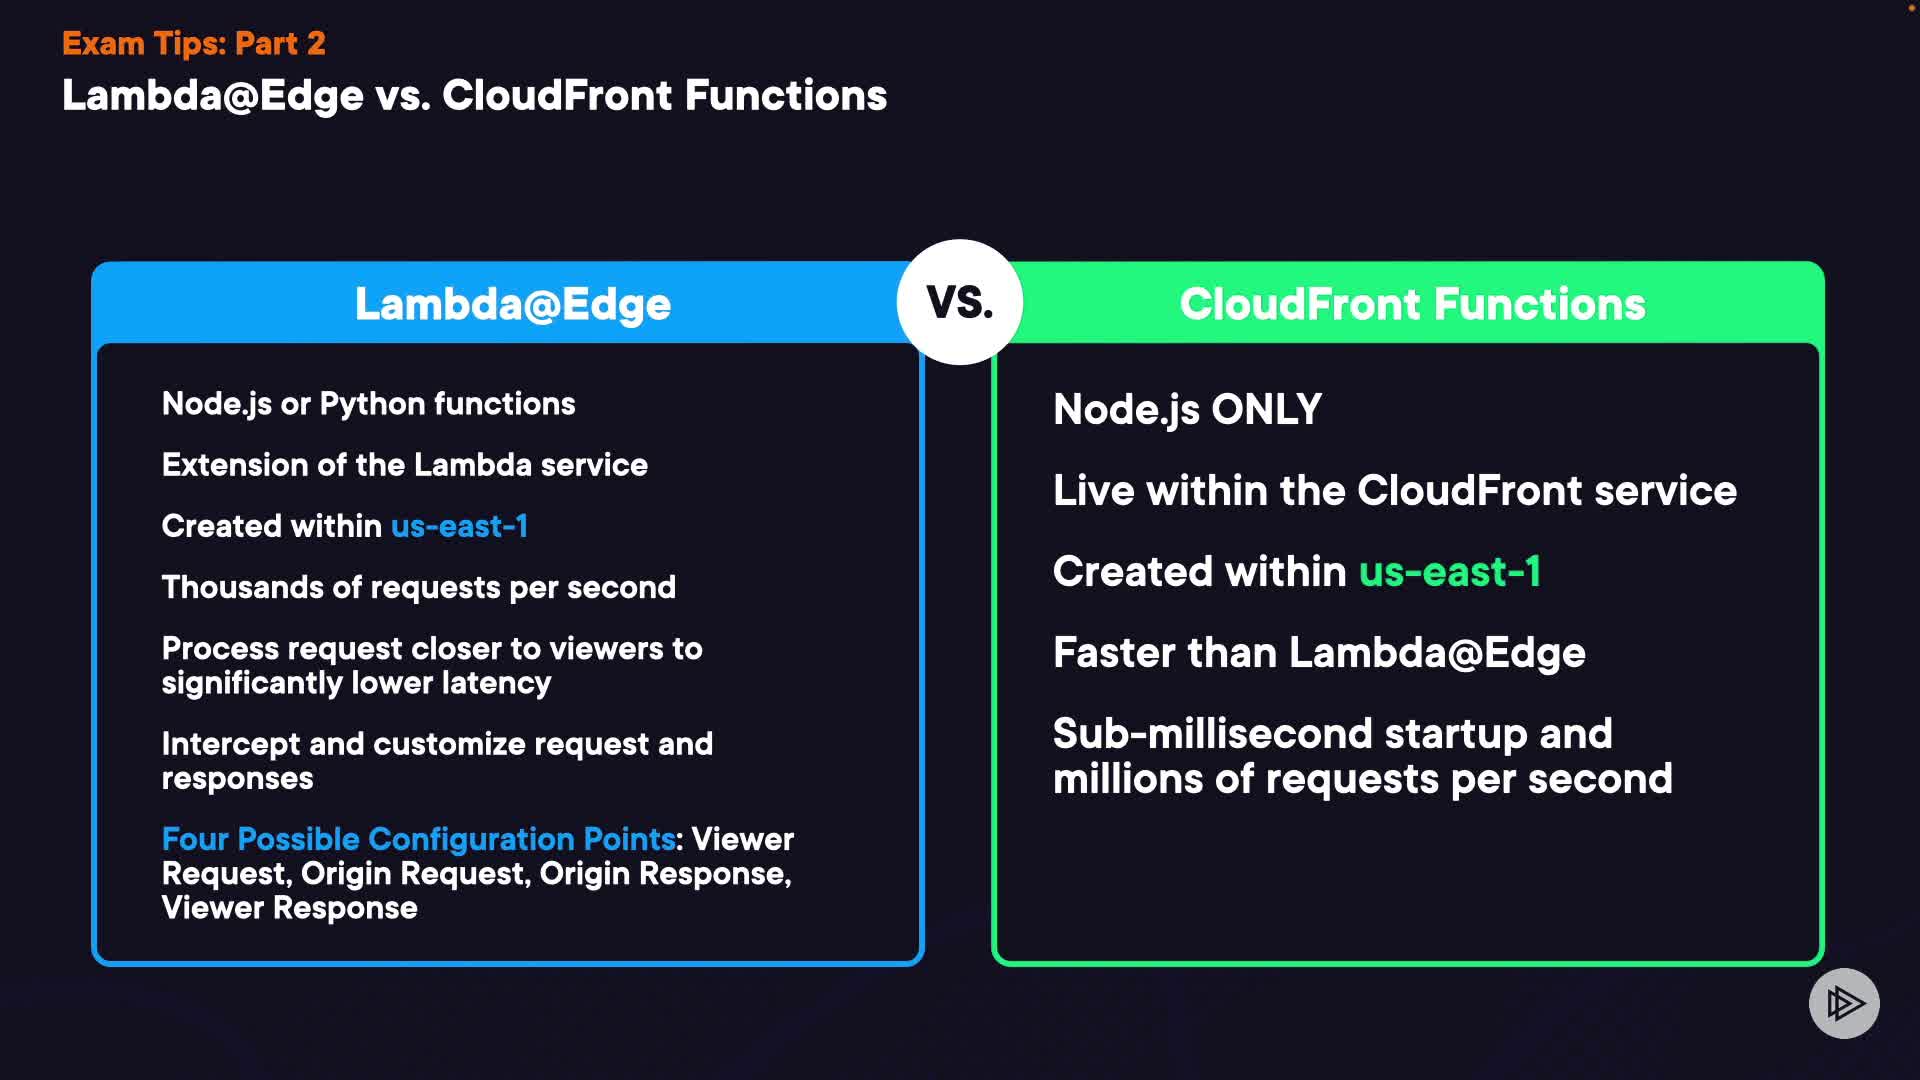 Exam Tips: Part 2
Lambda@Edge vs. CloudFront Functions
Lambda@Edge
VS.
CloudFront Functions
Node.js or Python functions
Extension of the Lambda service
Created within us-east-1
Thousands of requests per second
Process request closer to viewers to
significantly lower latency
Intercept and customize request and
responses
Four Possible Configuration Points: Viewer
Request, Origin Request, Origin Response,
Viewer Response
Node.js ONLY
Live within the CloudFront service
Created within us-east-1
Faster than Lambda@Edge
Sub-millisecond startup and
millions of requests per second